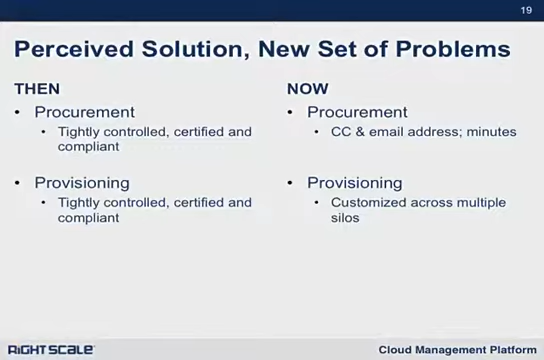 19
Perceived Solution, New Set of Problems
THEN
• Procurement
• Tightly controlled, certified and
compliant
• Provisioning
• Tightly controlled, certified and
compliant
NOW
• Procurement
• CC & email address; minutes
• Provisioning
• Customized across multiple
silos
RIGHTSCALE
Cloud Management Platform